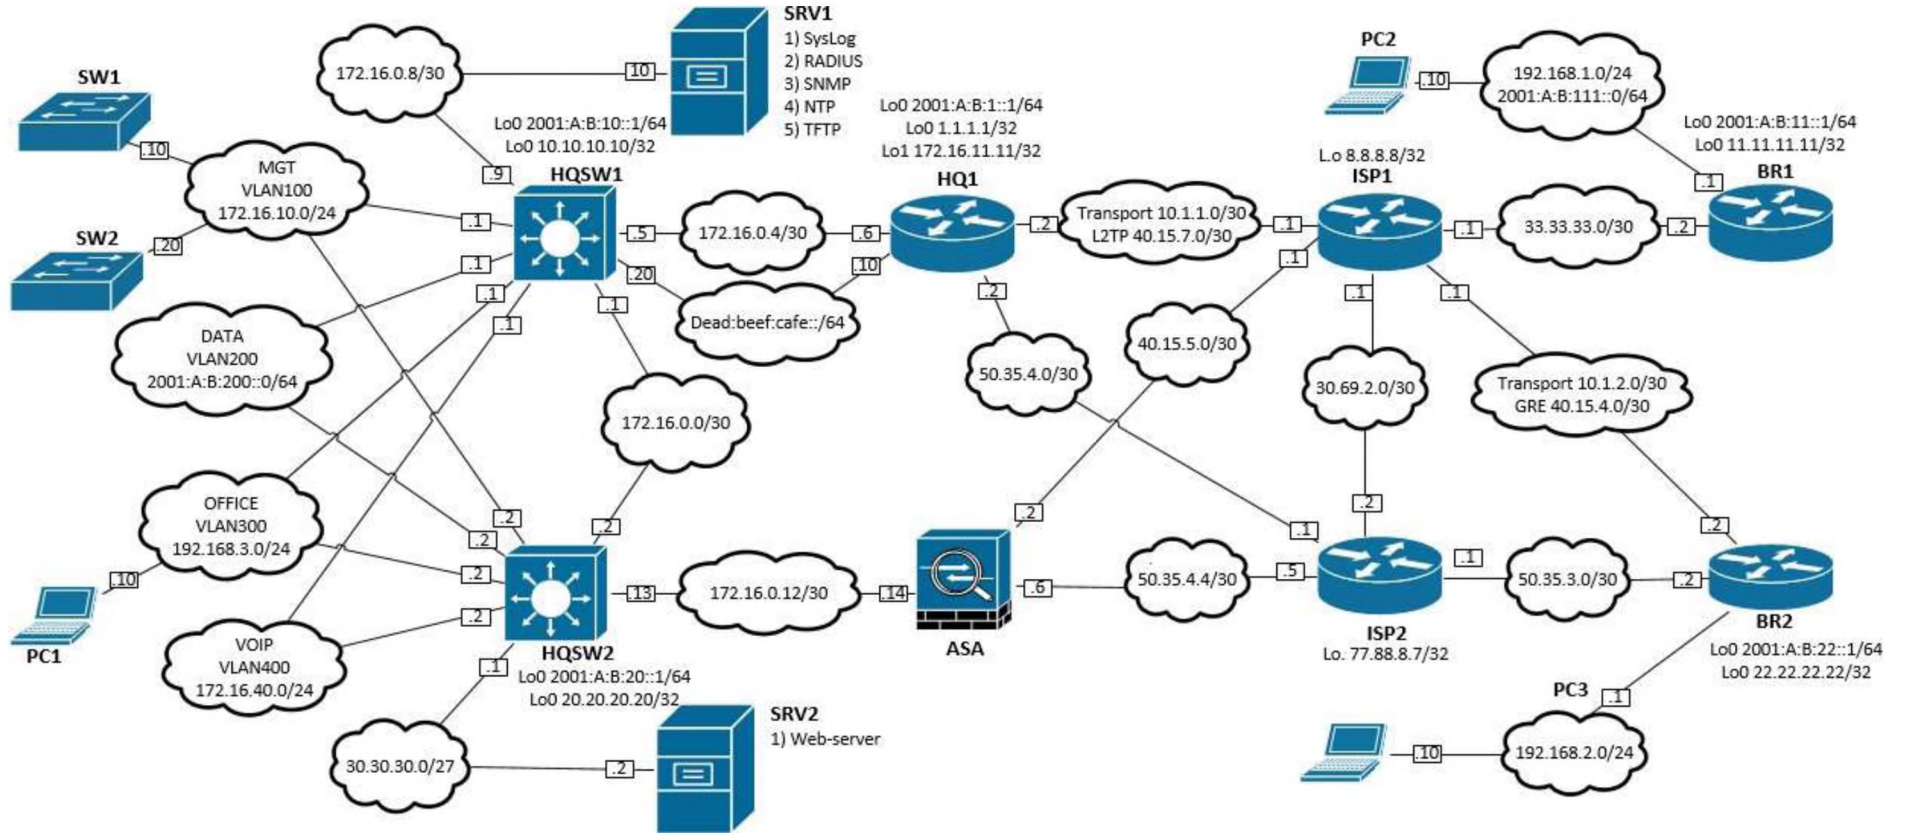 SRV1
1) SysLog
2) RADIUS
3) SNMP
4) NTP
5) TFTP
.10
172.16.0.8/30
SW1
.10
MGT
VLAN100
172.16.10.0/24
SW2
.20
Lo0 2001:A:B:10::1/64
Lo0 10.10.10.10/32
.9
HQSW1
.1
.1
.1
.1
.1
.5
172.16.0.4/30
.6
.20
Dead:beef:cafe::/64
.10
Lo0 2001:A:B:1::1/64
Lo0 1.1.1.1/32
Lo1 172.16.11.11/32
HQ1
.2
Transport 10.1.1.0/30
L2TP 40.15.7.0/30
.1
L.o 8.8.8.8/32
ISP1
.1
33.33.33.0/30
.2
PC2
.10
192.168.1.0/24
2001:A:B:111::0/64
.1
Lo0 2001:A:B:11::1/64
Lo0 11.11.11.11/32
BR1
DATA
VLAN200
2001:A:B:200::0/64
172.16.0.0/30
.2
.2
50.35.4.0/30
.1
.1
40.15.5.0/30
.2
.1
30.69.2.0/30
.2
.1
Transport 10.1.2.0/30
GRE 40.15.4.0/30
.2
OFFICE
VLAN300
192.168.3.0/24
.10
PC1
VOIP
VLAN400
172.16.40.0/24
.2
.2
.2
.2
HQSW2
Lo0 2001:A:B:20::1/64
Lo0 20.20.20.20/32
.13
172.16.0.12/30
.14
ASA
.6
50.35.4.4/30
.5
ISP2
Lo. 77.88.8.7/32
.1
50.35.3.0/30
.2
BR2
Lo0 2001:A:B:22::1/64
Lo0 22.22.22.22/32
.1
30.30.30.0/27
.2
SRV2
1) Web-server
PC3
.1
.10
192.168.2.0/24